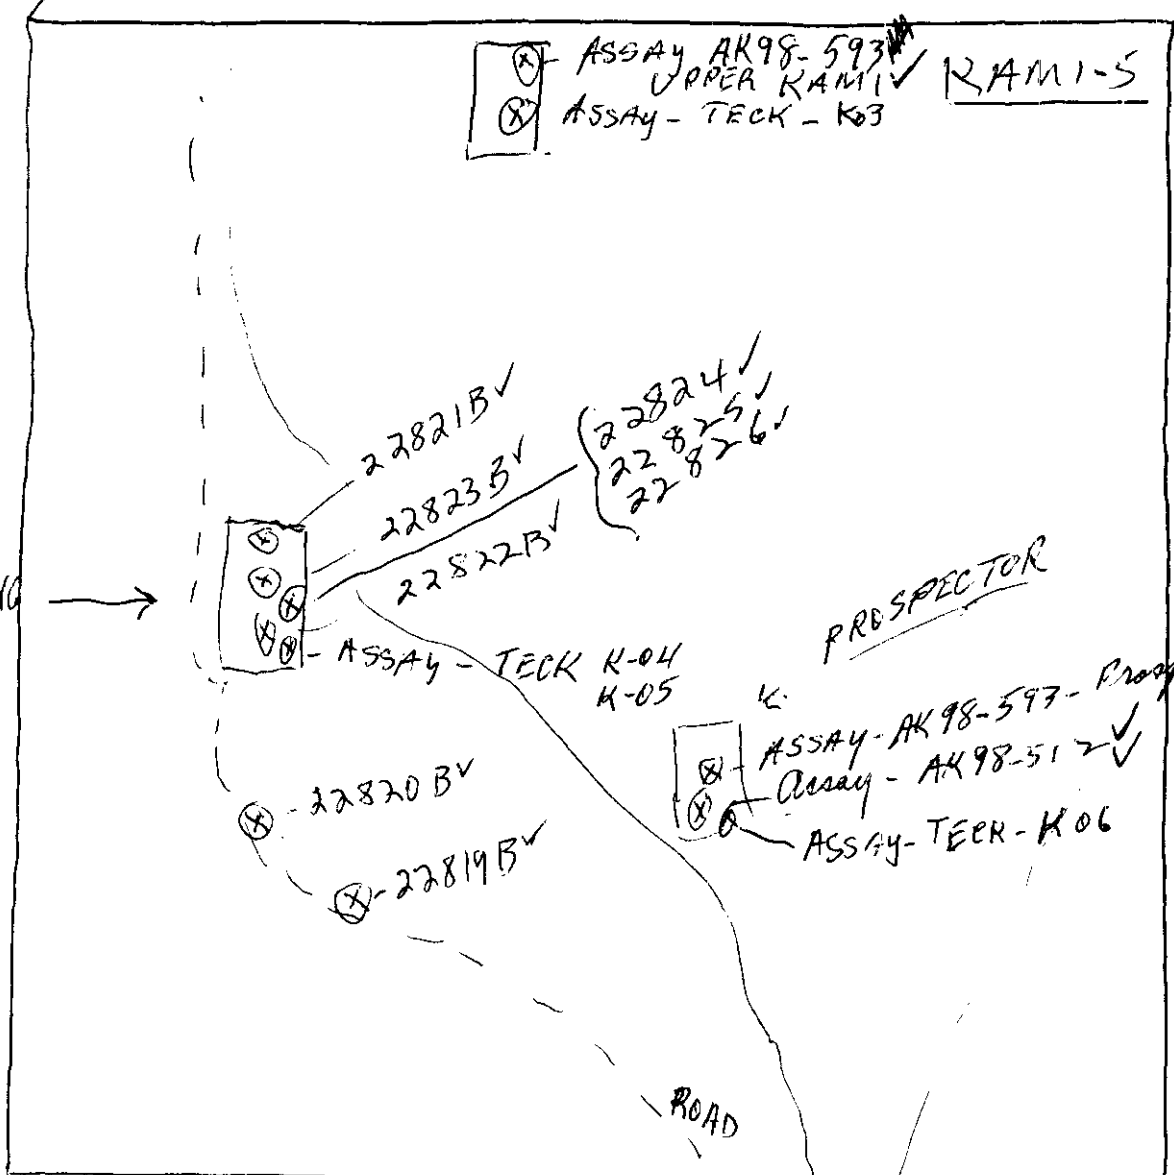 ASSAY AK98-593
UPPER KAMI ✓
KAMI-5
ASSAY - TECK - K03
22821B ✓
22823B ✓
22824 ✓
22825 ✓
22826 ✓
22822B ✓
ASSAY - TECK K-04
K-05
PROSPECTOR
ASSAY - AK98-593 -
Assay - AK98-512 ✓
ASSAY - TECK - K06
22820B ✓
22819B ✓
ROAD